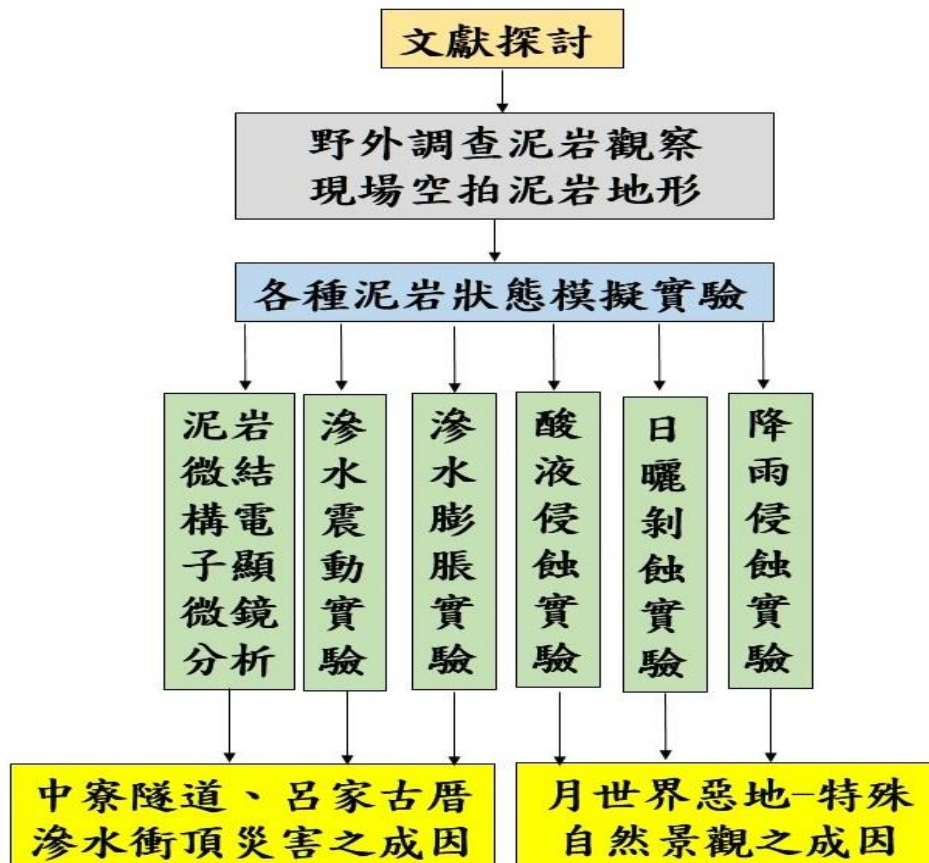 文獻探討
野外調查泥岩觀察
現場空拍泥岩地形
各種泥岩狀態模擬實驗
泥岩
微結
構電
子顯
微鏡
分析
滲水震動實驗
滲水膨脹實驗
酸液侵蝕實驗
日曬剝蝕實驗
降雨侵蝕實驗
中寮隧道、呂家古厝
滲水衝頂災害之成因
月世界惡地-特殊
自然景觀之成因